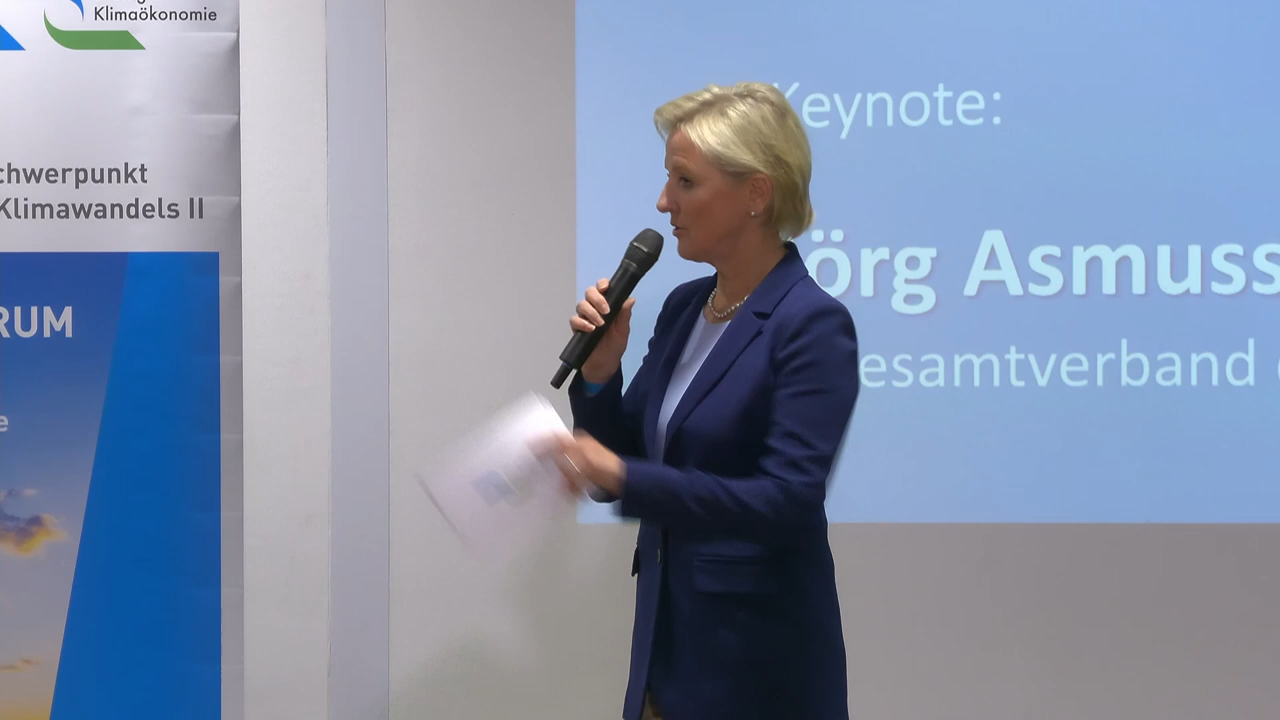 Klimaökonomie
chwerpunkt
Klimawandels II
RUM
e
Keynote:
örg Asmuss
esamtverband